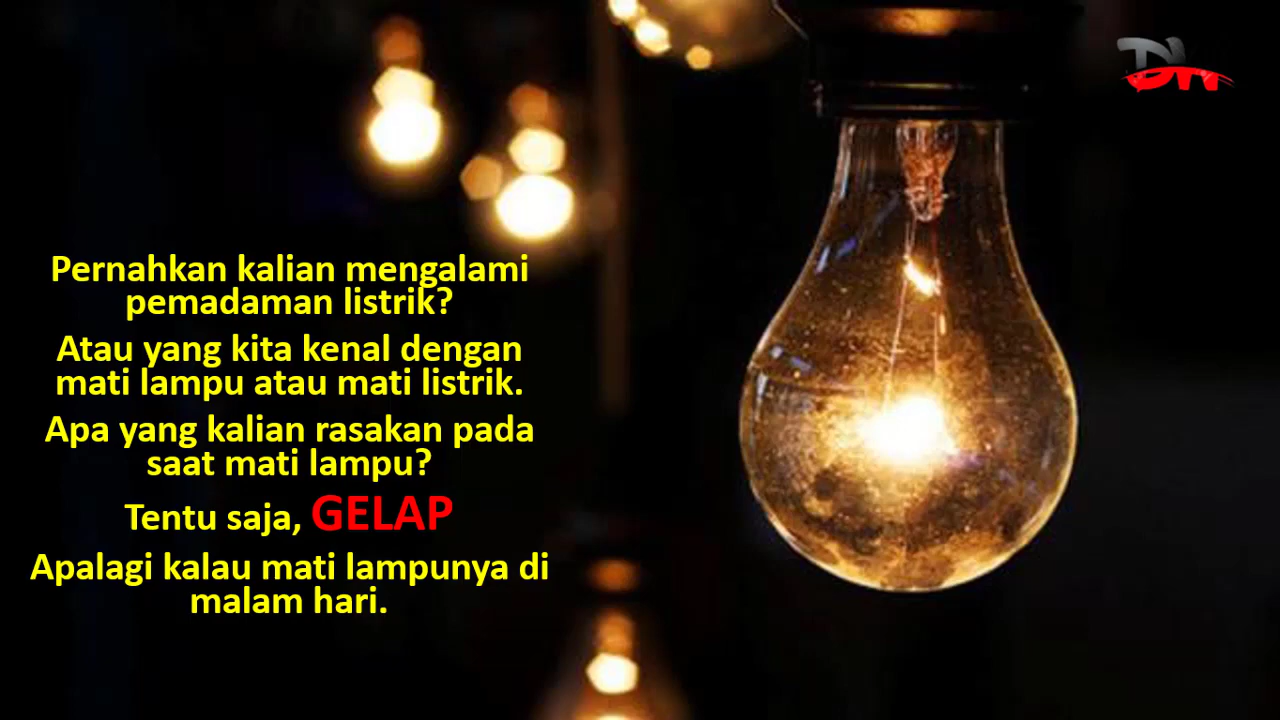 Pernahkan kalian mengalami
pemadaman listrik?
Atau yang kita kenal dengan
mati lampu atau mati listrik.
Apa yang kalian rasakan pada
saat mati lampu?
Tentu saja, GELAP
Apalagi kalau mati lampunya di
malam hari.